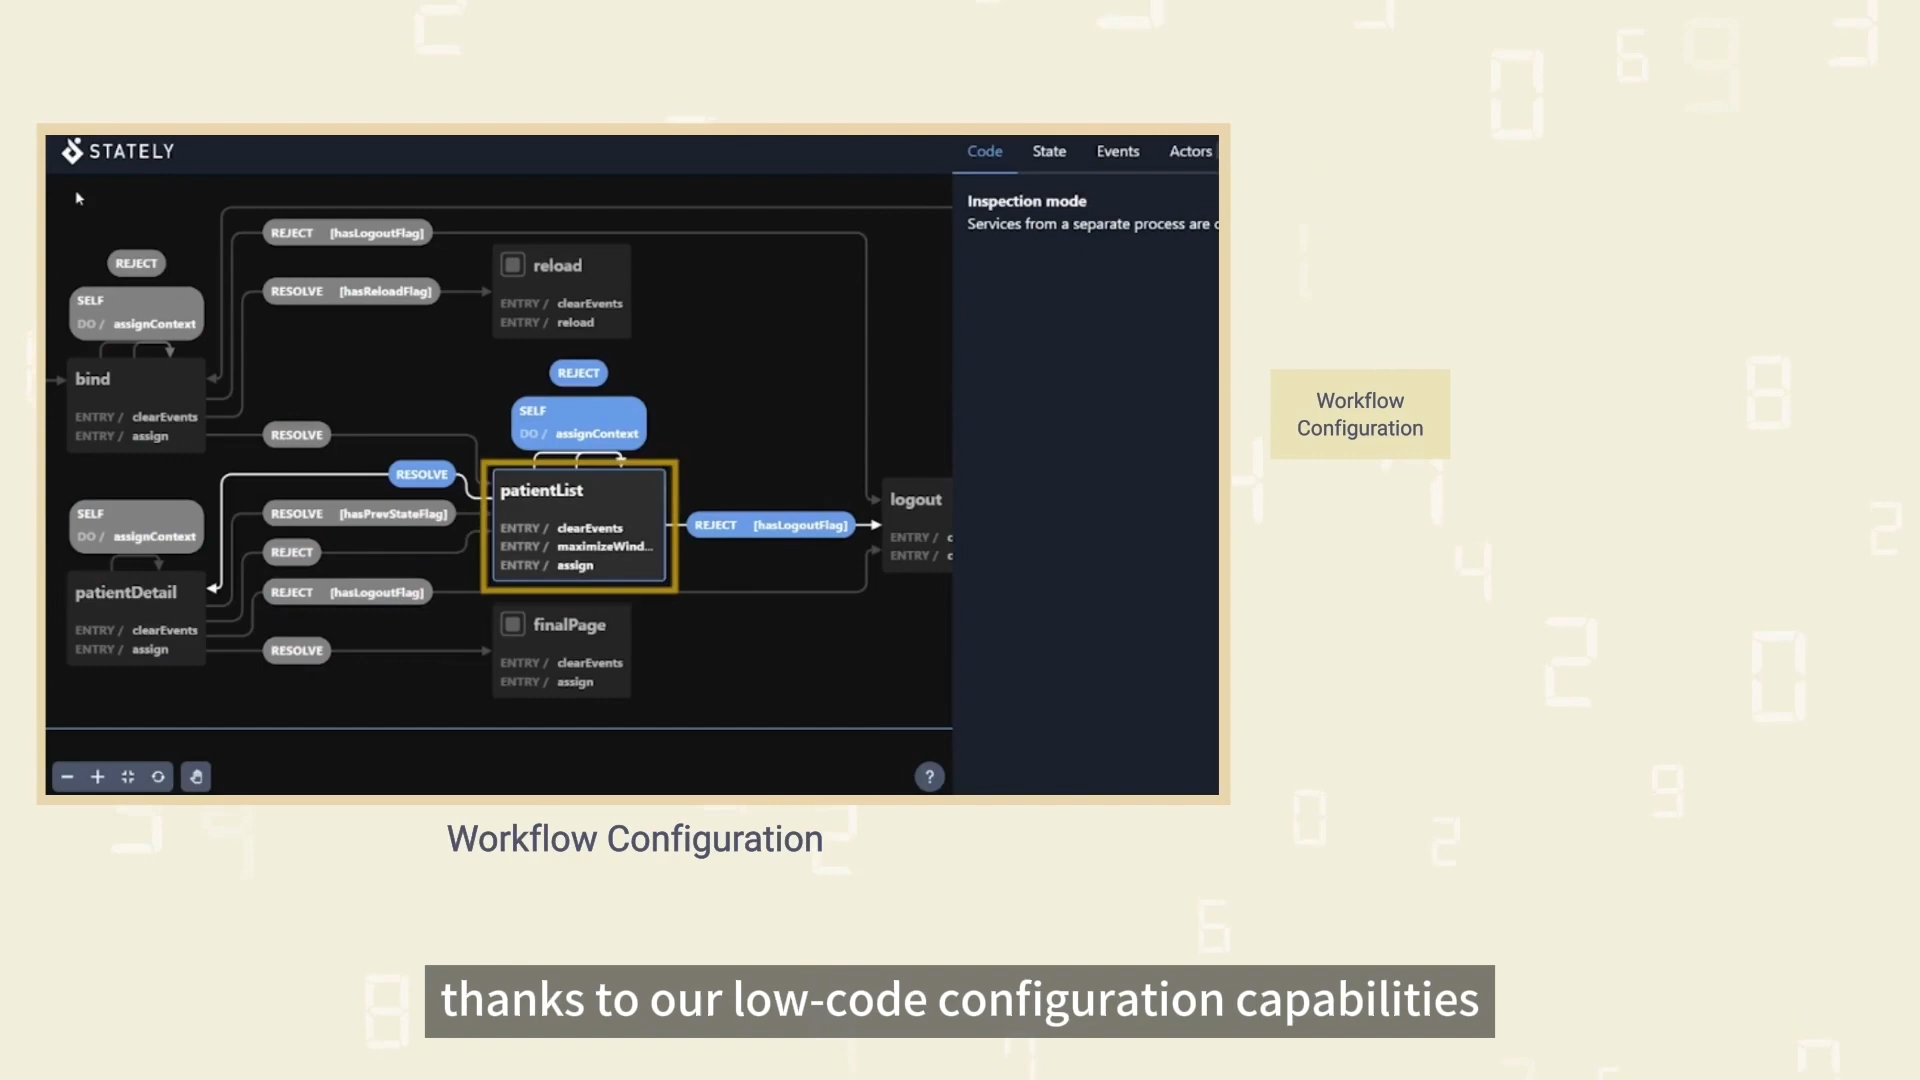 STATELY
Code State Events Actors
Inspection mode
Services from a separate process are
REJECT [hasLogoutFlag]
REJECT
RESOLVE [hasReloadFlag]
SELF
DO / assignContext
reload
ENTRY / clearEvents
ENTRY / reload
bind
ENTRY / clearEvents
ENTRY / assign
REJECT
SELF
DO / assignContext
RESOLVE
RESOLVE
patientList
ENTRY / clearEvents
ENTRY / maximizeWind...
ENTRY / assign
REJECT [hasLogoutFlag]
logout
ENTRY /
ENTRY /
SELF
DO / assignContext
RESOLVE [hasPrevStateFlag]
REJECT
REJECT [hasLogoutFlag]
patientDetail
ENTRY / clearEvents
ENTRY / assign
RESOLVE
finalPage
ENTRY / clearEvents
ENTRY / assign
?
Workflow
Configuration
Workflow Configuration
thanks to our low-code configuration capabilities